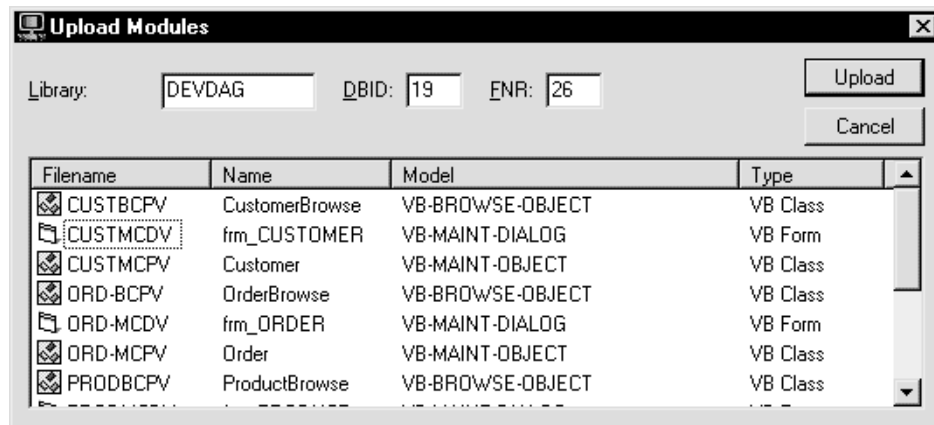 Upload Modules
Library: DEVDAG DBID: 19 FNR: 26 Upload
Cancel
Filename Name Model Type
CUSTBCPV CustomerBrowse VB-BROWSE-OBJECT VB Class
CUSTMCDV frm_CUSTOMER VB-MAINT-DIALOG VB Form
CUSTMCPV Customer VB-MAINT-OBJECT VB Class
ORD-BCPV OrderBrowse VB-BROWSE-OBJECT VB Class
ORD-MCDV frm_ORDER VB-MAINT-DIALOG VB Form
ORD-MCPV Order VB-MAINT-OBJECT VB Class
PRODBCPV ProductBrowse VB-BROWSE-OBJECT VB Class